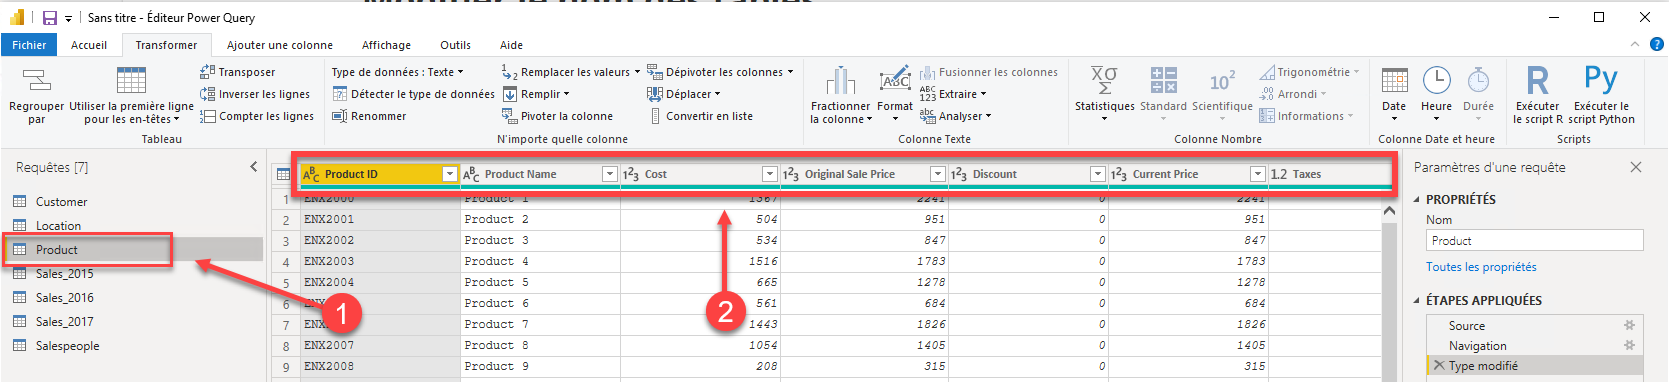 Sans titre - Éditeur Power Query
Fichier Accueil Transformer Ajouter une colonne Affichage Outils Aide
Regrouper par
Utiliser la première ligne pour les en-têtes
Transposer
Inverser les lignes
Compter les lignes
Tableau
Type de données : Texte
Détecter le type de données
Renommer
Remplacer les valeurs
Remplir
Pivoter la colonne
Dépivoter les colonnes
Déplacer
Convertir en liste
N'importe quelle colonne
Fractionner la colonne
Format
Fusionner les colonnes
Extraire
Analyser
Colonne Texte
Statistiques
Standard
Scientifique
Trigonométrie
Arrondi
Informations
Colonne Nombre
Date
Heure
Durée
Colonne Date et heure
Exécuter le script R
Exécuter le script Python
Scripts
Requêtes [7]
Customer
Location
Product
Sales_2015
Sales_2016
Sales_2017
Salespeople
1
2
Product ID Product Name Cost Original Sale Price Discount Current Price Taxes
1 ENX2000 Product 1 1367 2241 0 2241
2 ENX2001 Product 2 504 951 0 951
3 ENX2002 Product 3 534 847 0 847
4 ENX2003 Product 4 1516 1783 0 1783
5 ENX2004 Product 5 665 1278 0 1278
6 Product 6 561 684 0 684
7 Product 7 1443 1826 0 1826
8 ENX2007 Product 8 1054 1405 0 1405
9 ENX2008 Product 9 208 315 0 315
Paramètres d'une requête
PROPRIÉTÉS
Nom
Product
Toutes les propriétés
ÉTAPES APPLIQUÉES
Source
Navigation
Type modifié